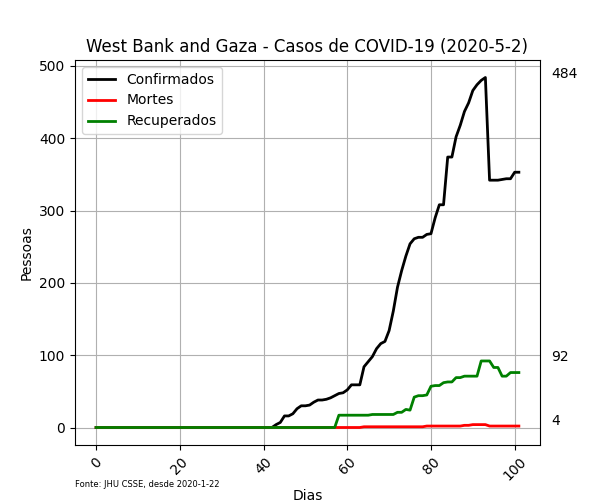 West Bank and Gaza - Casos de COVID-19 (2020-5-2)
Confirmados
Mortes
Recuperados
500
400
300
200
100
0
Pessoas
484
92
4
0
20
40
60
80
100
Fonte: JHU CSSE, desde 2020-1-22
Dias